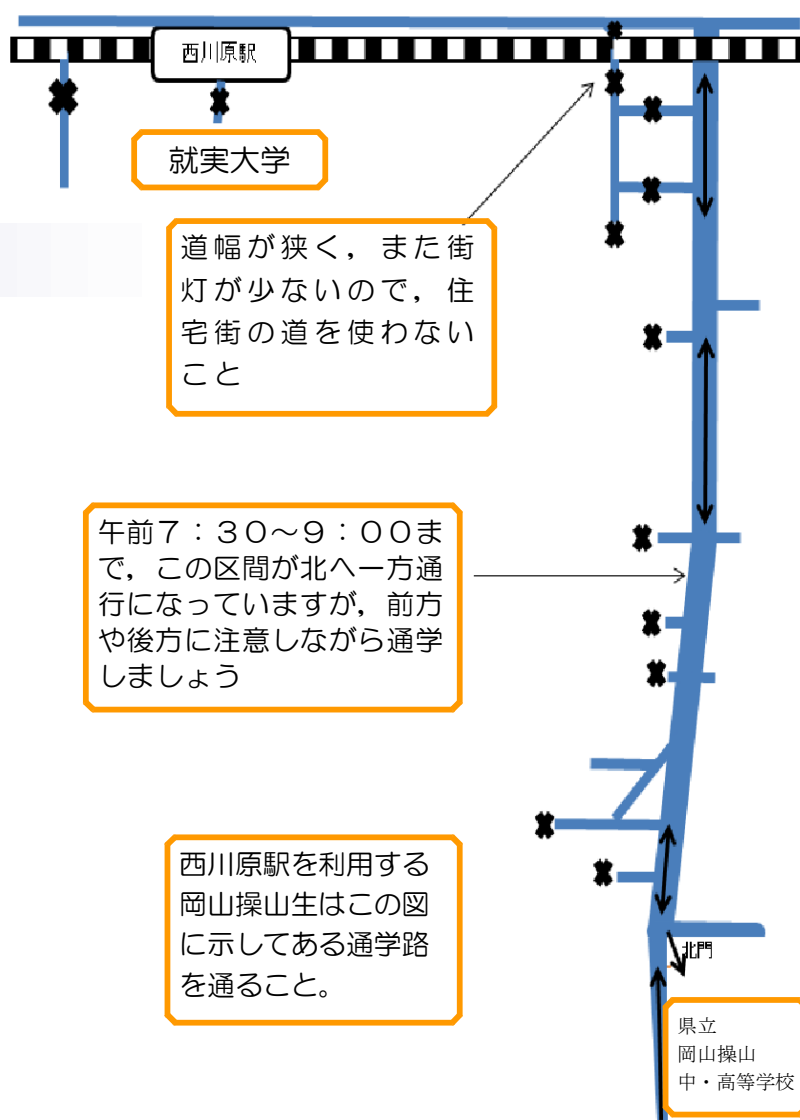 西川原駅
就実大学
道幅が狭く，また街
灯が少ないので，住
宅街の道を使わない
こと
午前７：３０～９：００ま
で，この区間が北へ一方通
行になっていますが，前方
や後方に注意しながら通学
しましょう
西川原駅を利用する
岡山操山生はこの図
に示してある通学路
を通ること。
北門
県立
岡山操山
中・高等学校